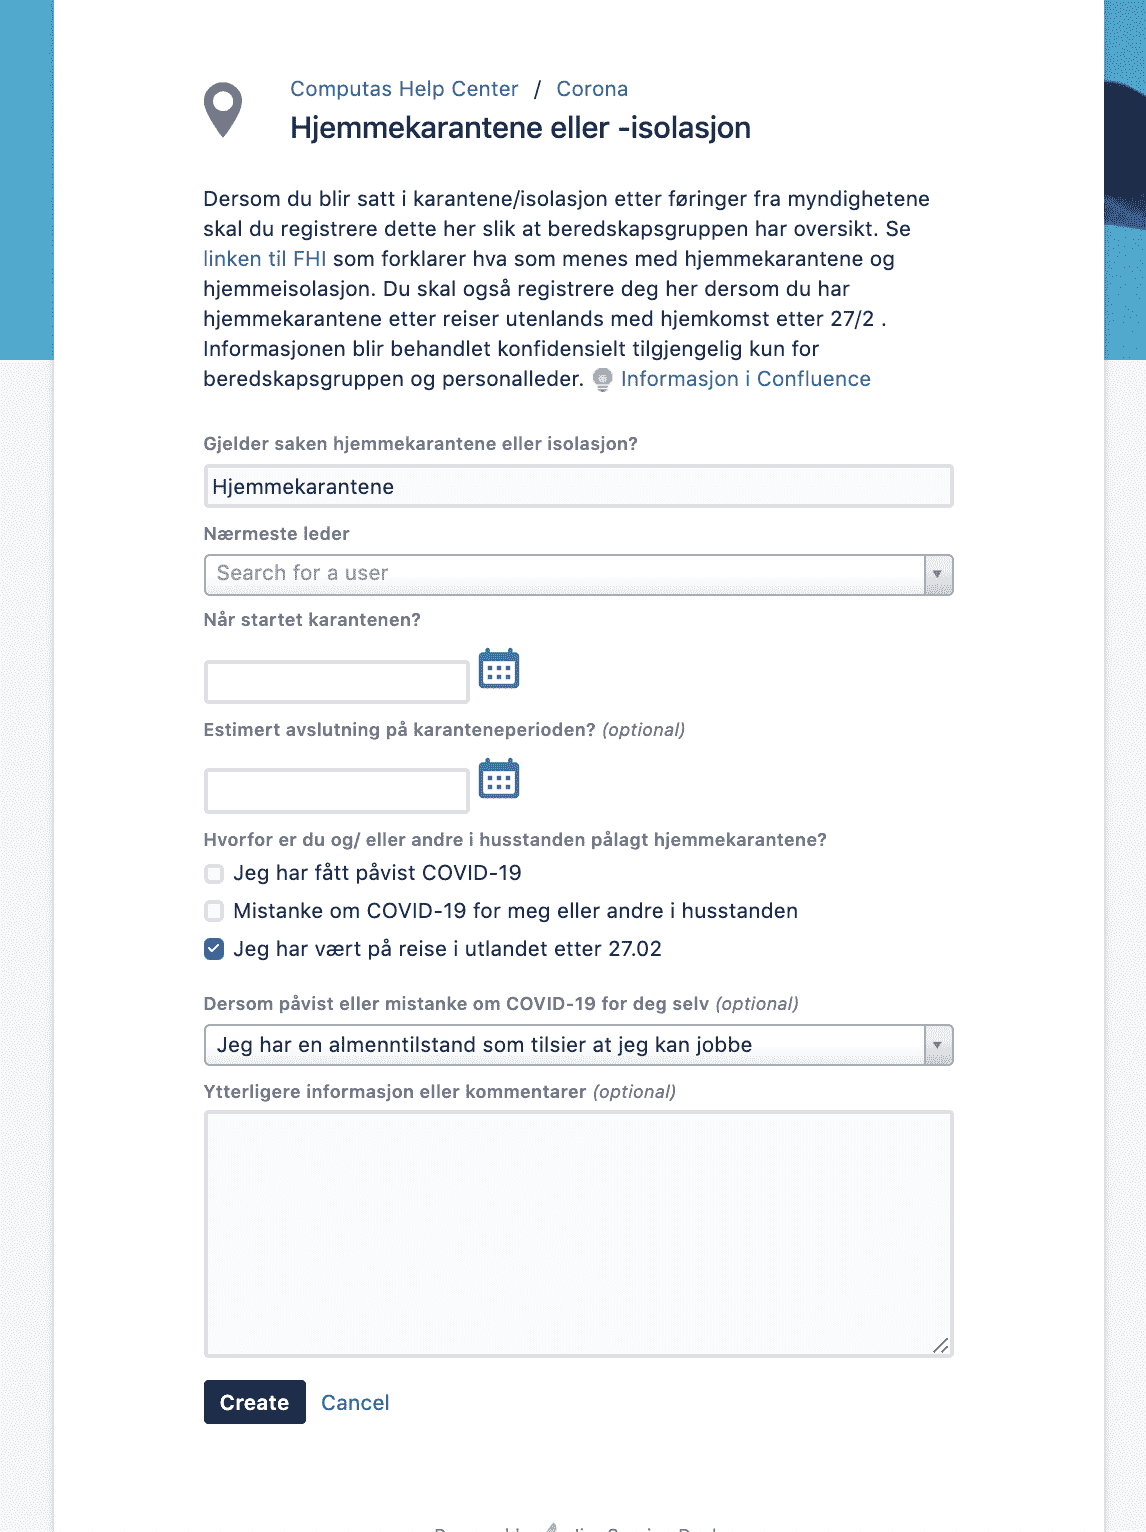 Computas Help Center / Corona
Hjemmekarantene eller -isolasjon
Dersom du blir satt i karantene/isolasjon etter føringer fra myndighetene
skal du registrere dette her slik at beredskapsgruppen har oversikt. Se
linken til FHI som forklarer hva som menes med hjemmekarantene og
hjemmeisolasjon. Du skal også registrere deg her dersom du har
hjemmekarantene etter reiser utenlands med hjemkomst etter 27/2 .
Informasjonen blir behandlet konfidensielt tilgjengelig kun for
beredskapsgruppen og personalleder. Informasjon i Confluence
Gjelder saken hjemmekarantene eller isolasjon?
Hjemmekarantene
Nærmeste leder
Search for a user
Når startet karantenen?
Estimert avslutning på karanteneperioden? (optional)
Hvorfor er du og/ eller andre i husstanden pålagt hjemmekarantene?
Jeg har fått påvist COVID-19
Mistanke om COVID-19 for meg eller andre i husstanden
Jeg har vært på reise i utlandet etter 27.02
Dersom påvist eller mistanke om COVID-19 for deg selv (optional)
Jeg har en almenntilstand som tilsier at jeg kan jobbe
Ytterligere informasjon eller kommentarer (optional)
Create Cancel